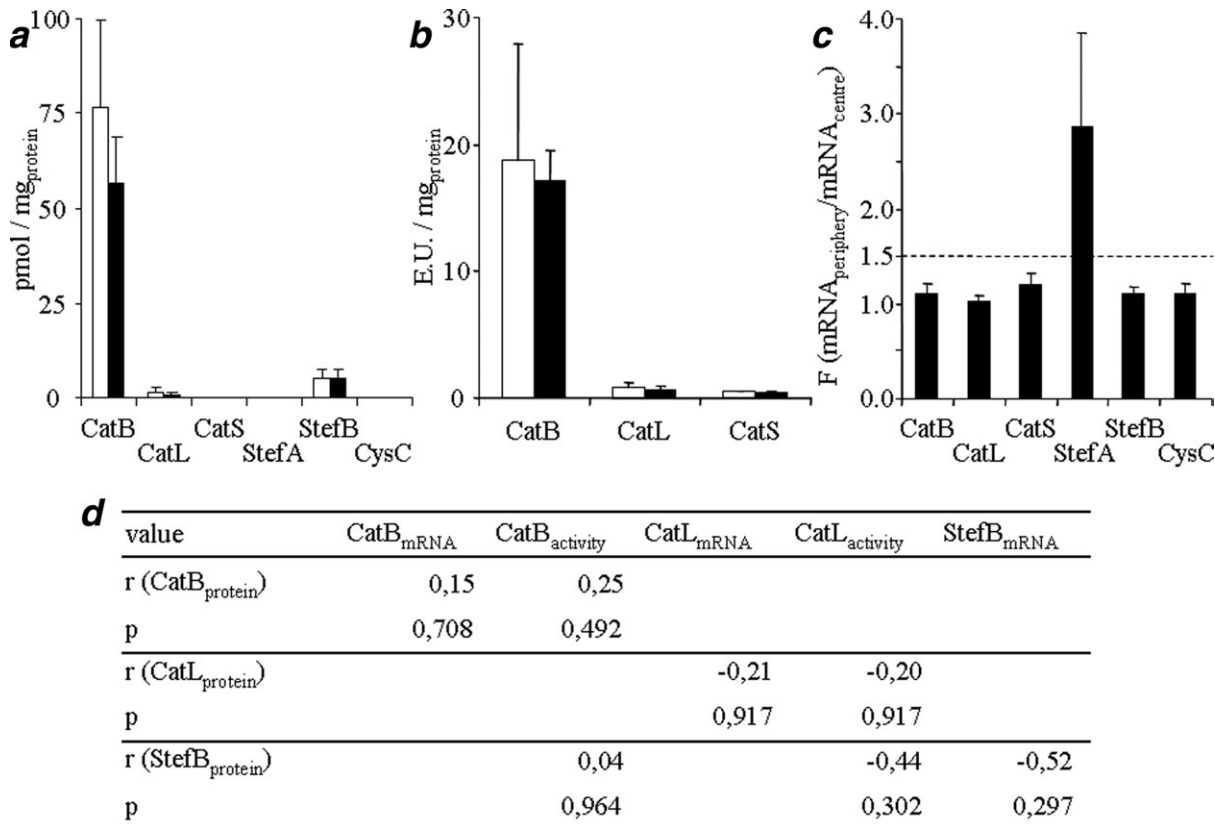 a
100
75
50
25
0
pmol / mgprotein
CatB
CatL
CatS
StefA
StefB
CysC
b
30
20
10
0
E.U. / mgprotein
CatB
CatL
CatS
c
4.0
3.0
2.0
1.5
1.0
0.0
F (mRNAperiphery/mRNAcentre)
CatB
CatL
CatS
StefA
StefB
CysC
d
value CatBmRNA CatBactivity CatLmRNA CatLactivity StefBmRNA
r (CatBprotein) 0,15 0,25
p 0,708 0,492
r (CatLprotein) -0,21 -0,20
p 0,917 0,917
r (StefBprotein) 0,04 -0,44 -0,52
p 0,964 0,302 0,297